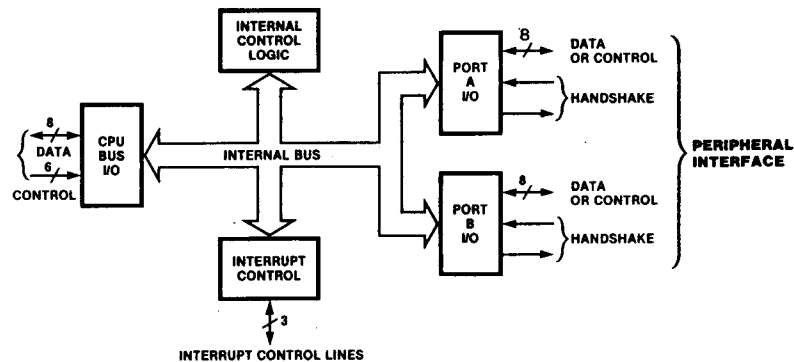 INTERNAL
CONTROL
LOGIC
8
DATA
6
CONTROL
CPU
BUS
I/O
INTERNAL BUS
INTERRUPT
CONTROL
3
INTERRUPT CONTROL LINES
PORT
A
I/O
8
DATA
OR CONTROL
HANDSHAKE
PORT
B
I/O
8
DATA
OR CONTROL
HANDSHAKE
PERIPHERAL
INTERFACE